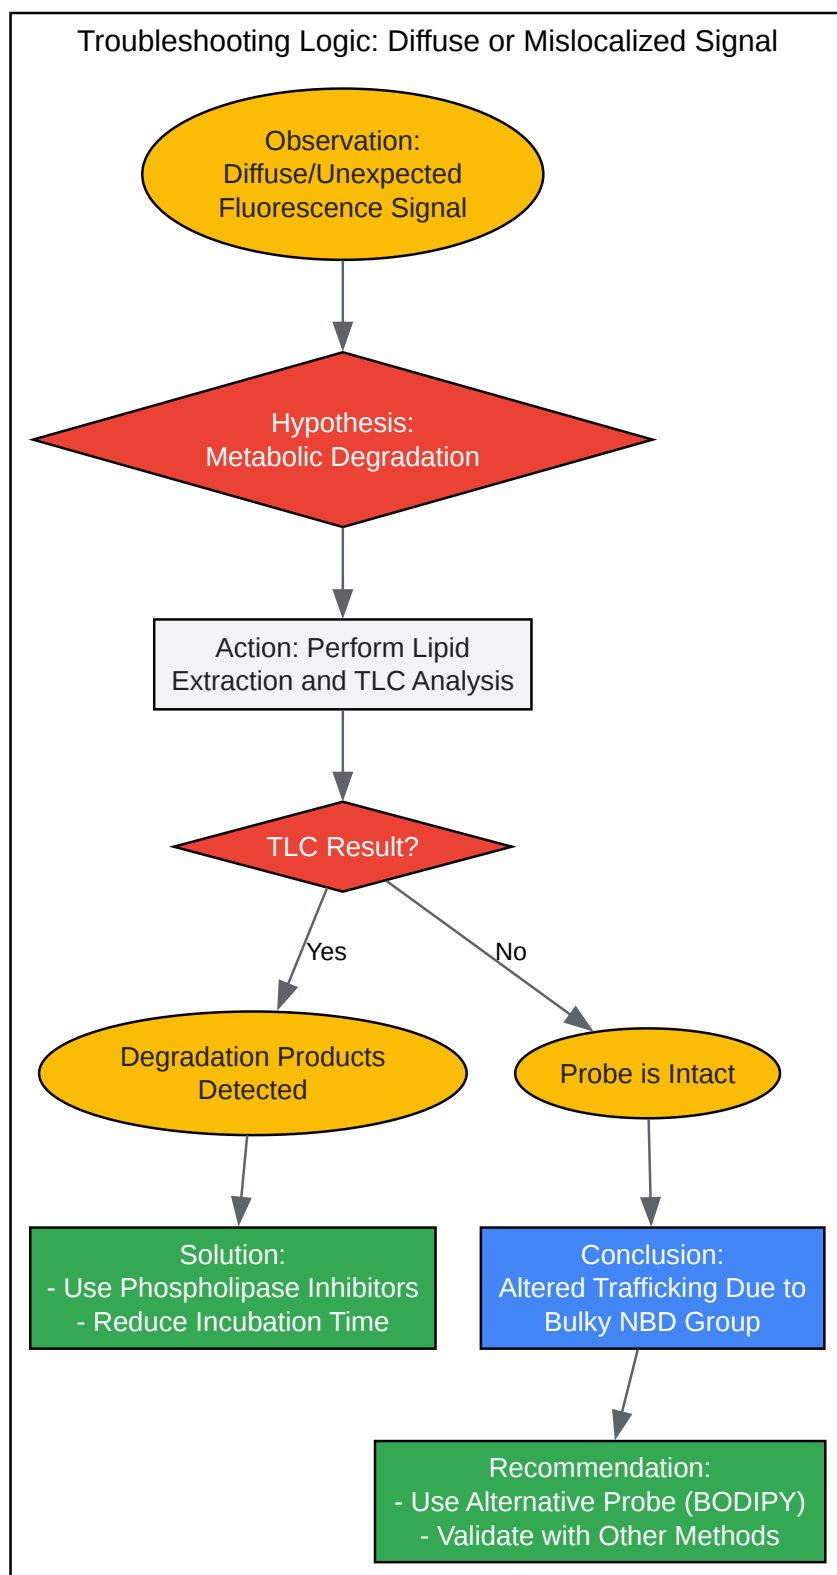 Troubleshooting Logic: Diffuse or Mislocalized Signal
Observation:
Diffuse/Unexpected
Fluorescence Signal
Hypothesis:
Metabolic Degradation
Action: Perform Lipid
Extraction and TLC Analysis
TLC Result?
Yes
No
Degradation Products
Detected
Probe is Intact
Solution:
- Use Phospholipase Inhibitors
- Reduce Incubation Time
Conclusion:
Altered Trafficking Due to
Bulky NBD Group
Recommendation:
- Use Alternative Probe (BODIPY)
- Validate with Other Methods